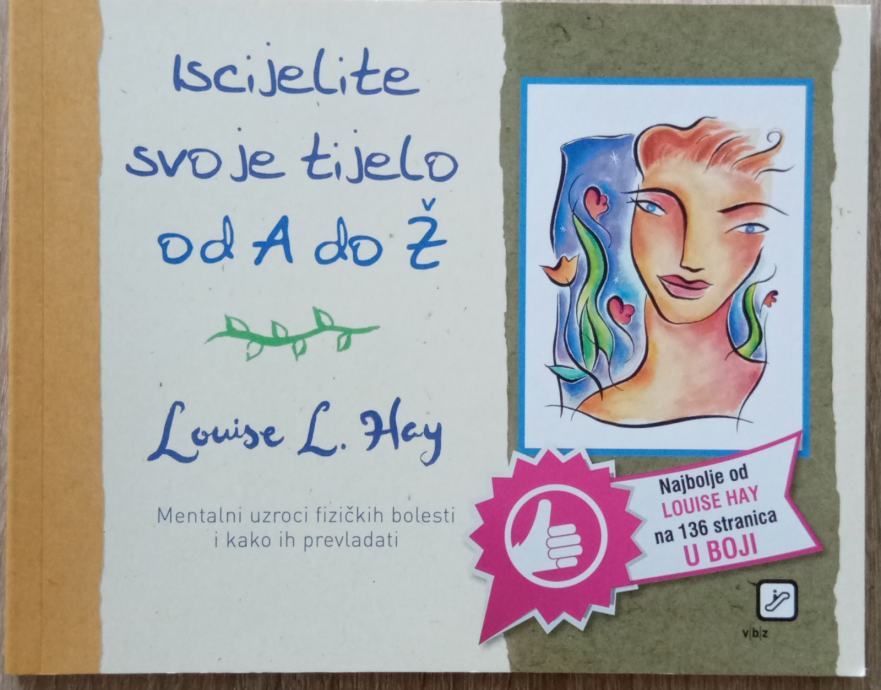 Iscijelite
svoje tijelo
od A do Ž
Louise L. Hay
Mentalni uzroci fizičkih bolesti
i kako ih prevladati
Najbolje od
LOUISE HAY
na 136 stranica
U BOJI
v|b|z